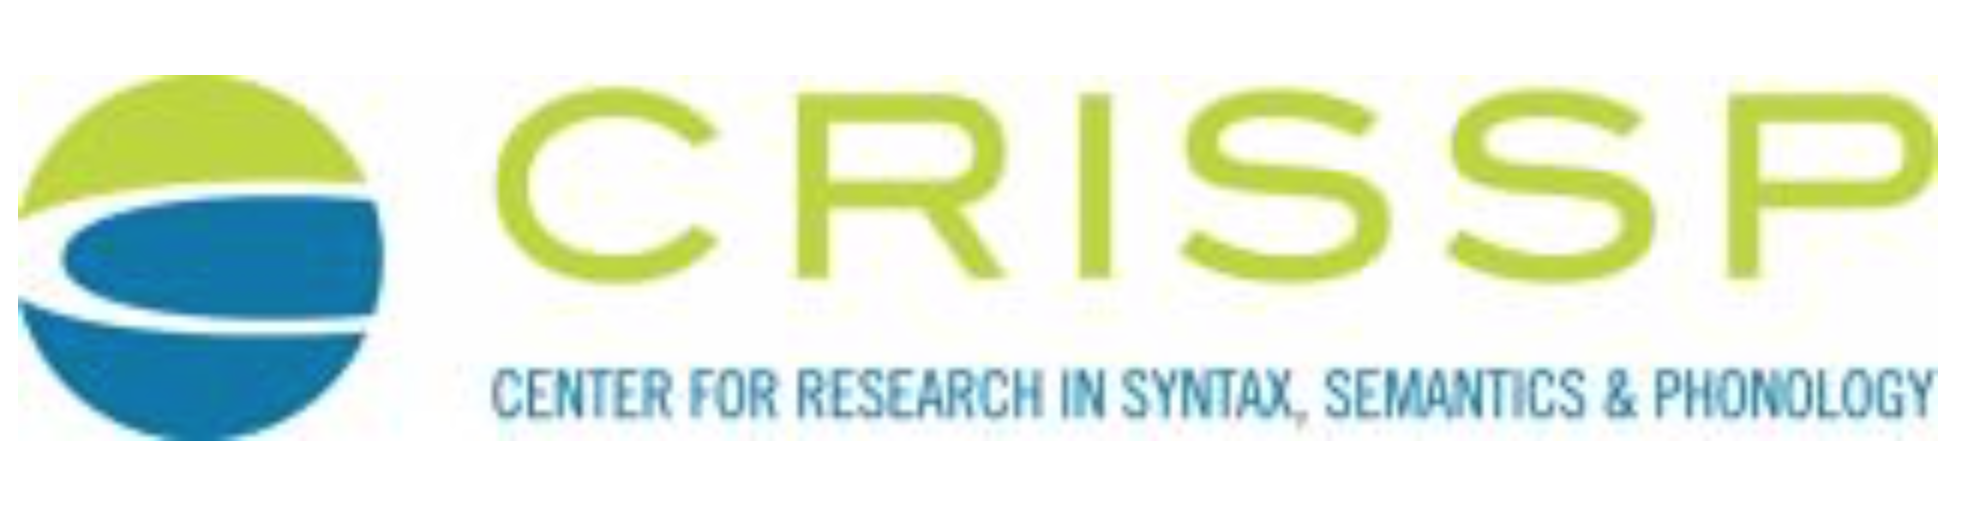 CRISSP
CENTER FOR RESEARCH IN SYNTAX, SEMANTICS & PHONOLOGY